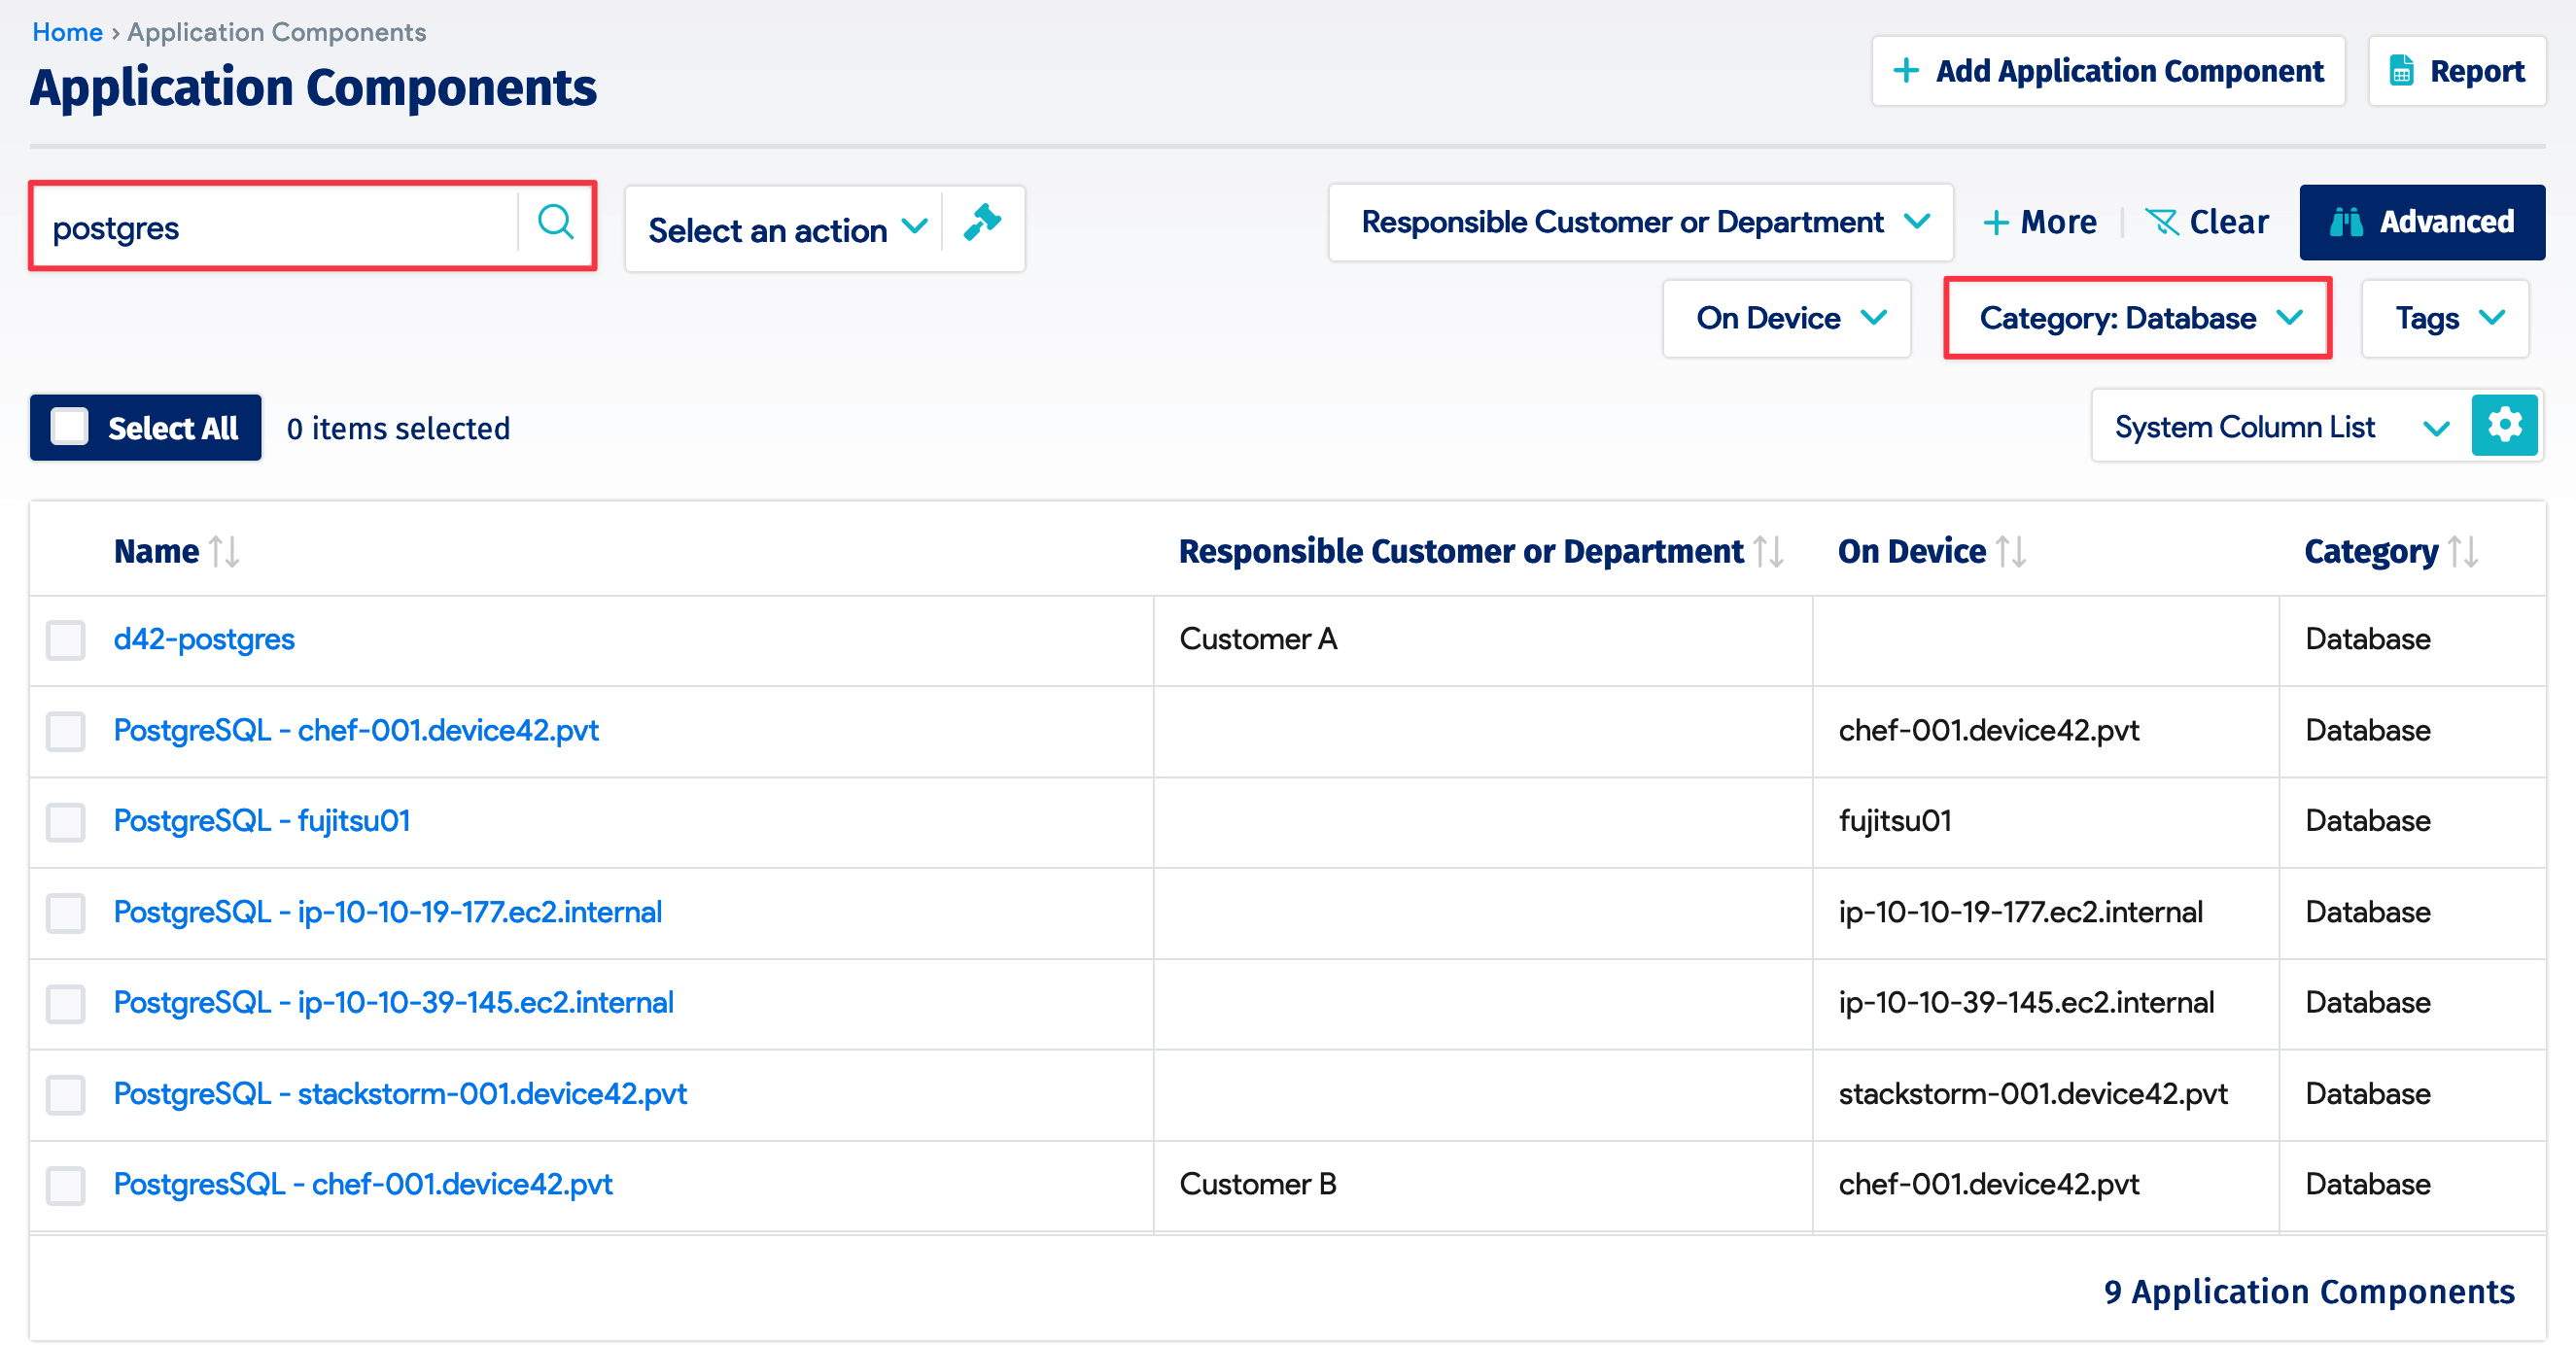 Home › Application Components
Application Components
+ Add Application Component
Report
postgres
Select an action
Responsible Customer or Department
+ More
Clear
Advanced
On Device
Category: Database
Tags
Select All
0 items selected
System Column List
Name Responsible Customer or Department On Device Category
d42-postgres Customer A Database
PostgreSQL - chef-001.device42.pvt chef-001.device42.pvt Database
PostgreSQL - fujitsu01 fujitsu01 Database
PostgreSQL - ip-10-10-19-177.ec2.internal ip-10-10-19-177.ec2.internal Database
PostgreSQL - ip-10-10-39-145.ec2.internal ip-10-10-39-145.ec2.internal Database
PostgreSQL - stackstorm-001.device42.pvt stackstorm-001.device42.pvt Database
PostgresSQL - chef-001.device42.pvt Customer B chef-001.device42.pvt Database
9 Application Components